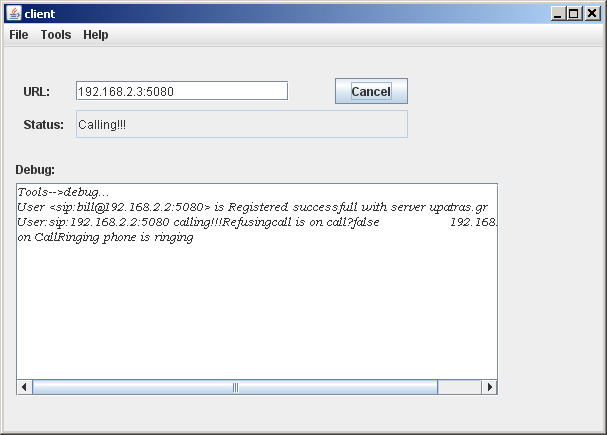 client
File Tools Help
URL: 192.168.2.3:5080 Cancel
Status: Calling!!!
Debug:
Tools-->debug...
User <sip:bill@192.168.2.2:5080> is Registered successfull with server upatras.gr
User:sip:192.168.2.2:5080 calling!!!Refusingcall is on call?false 192.168.
on CallRinging phone is ringing